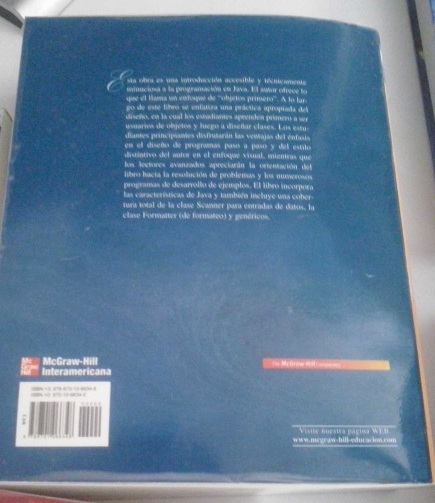 Esta obra es una introducción accesible y técnicamente
minuciosa a la programación en Java. El autor ofrece lo
que él llama un enfoque de "objetos primero". A lo lar-
go de este libro se enfatiza una práctica apropiada del
diseño, en la cual los estudiantes aprenden primero a ser
usuarios de objetos y luego a diseñar clases. Los estu-
diantes principiantes disfrutarán las ventajas del énfasis
en el diseño de programas paso a paso y del estilo
distintivo del autor en el enfoque visual, mientras que
los lectores avanzados apreciarán la orientación del
libro hacia la resolución de problemas y los numerosos
programas de desarrollo de ejemplos. El libro incorpora
las características de Java y también incluye una cober-
tura total de la clase Scanner para entradas de datos, la
clase Formatter (de formateo) y genéricos.
Mc
Graw
Hill
McGraw-Hill
Interamericana
The McGraw-Hill Companies
Visite nuestra página WEB
www.mcgraw-hill-educacion.com